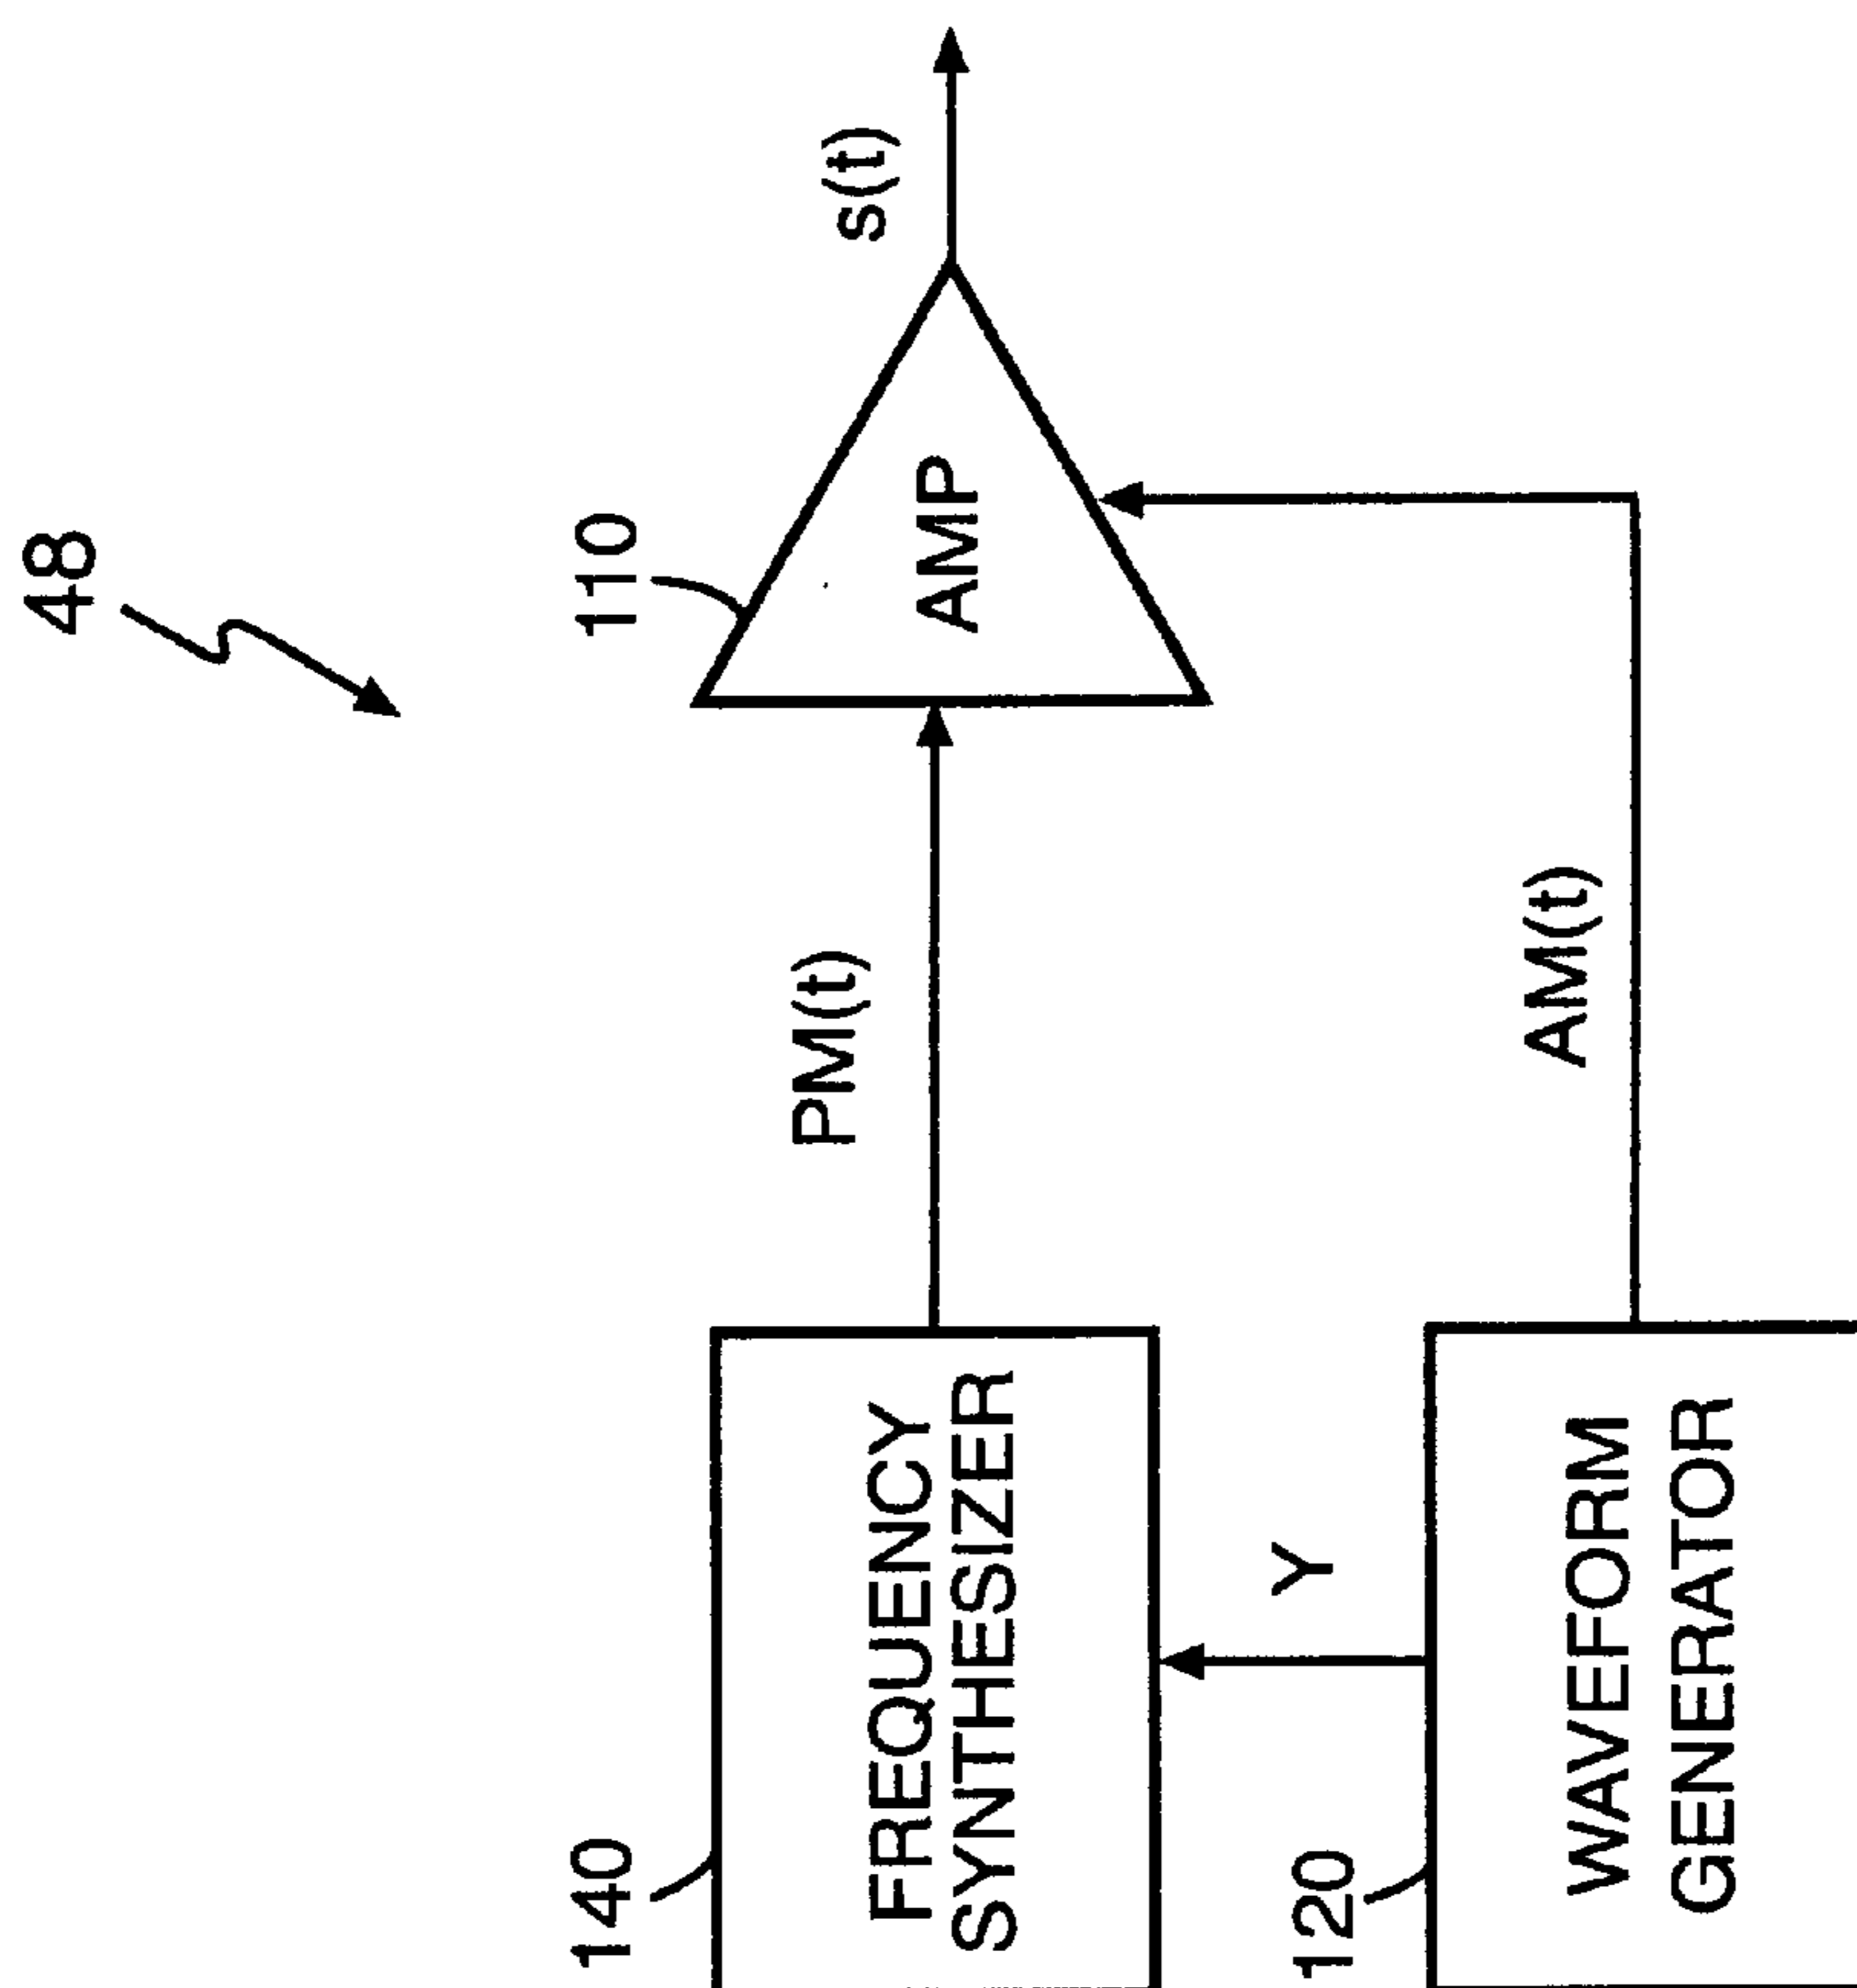 48
140
FREQUENCY
SYNTHESIZER
PM(t)
110
AMP
s(t)
Y
120
WAVEFORM
GENERATOR
AM(t)